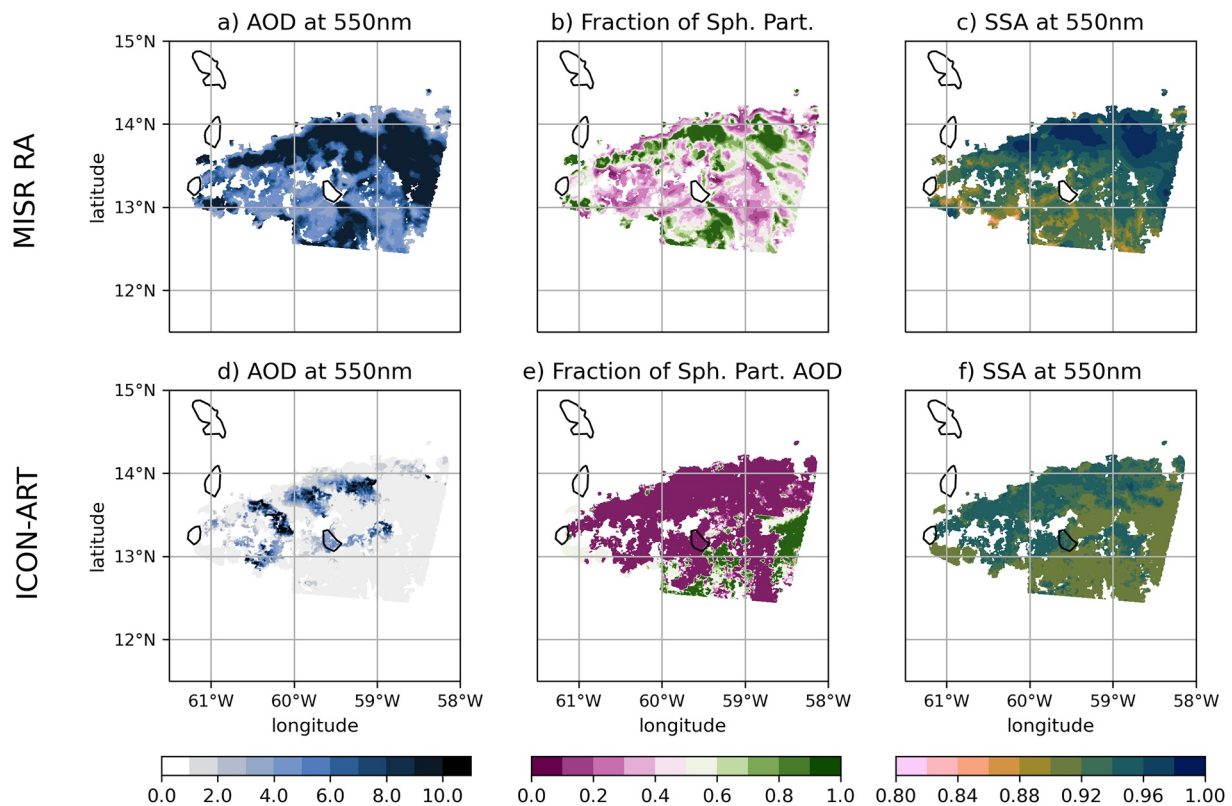 a) AOD at 550nm
b) Fraction of Sph. Part.
c) SSA at 550nm
MISR RA
latitude
15°N
14°N
13°N
12°N
d) AOD at 550nm
e) Fraction of Sph. Part. AOD
f) SSA at 550nm
ICON-ART
latitude
15°N
14°N
13°N
12°N
61°W 60°W 59°W 58°W
61°W 60°W 59°W 58°W
61°W 60°W 59°W 58°W
longitude
longitude
longitude
0.0 2.0 4.0 6.0 8.0 10.0
0.0 0.2 0.4 0.6 0.8 1.0
0.80 0.84 0.88 0.92 0.96 1.00